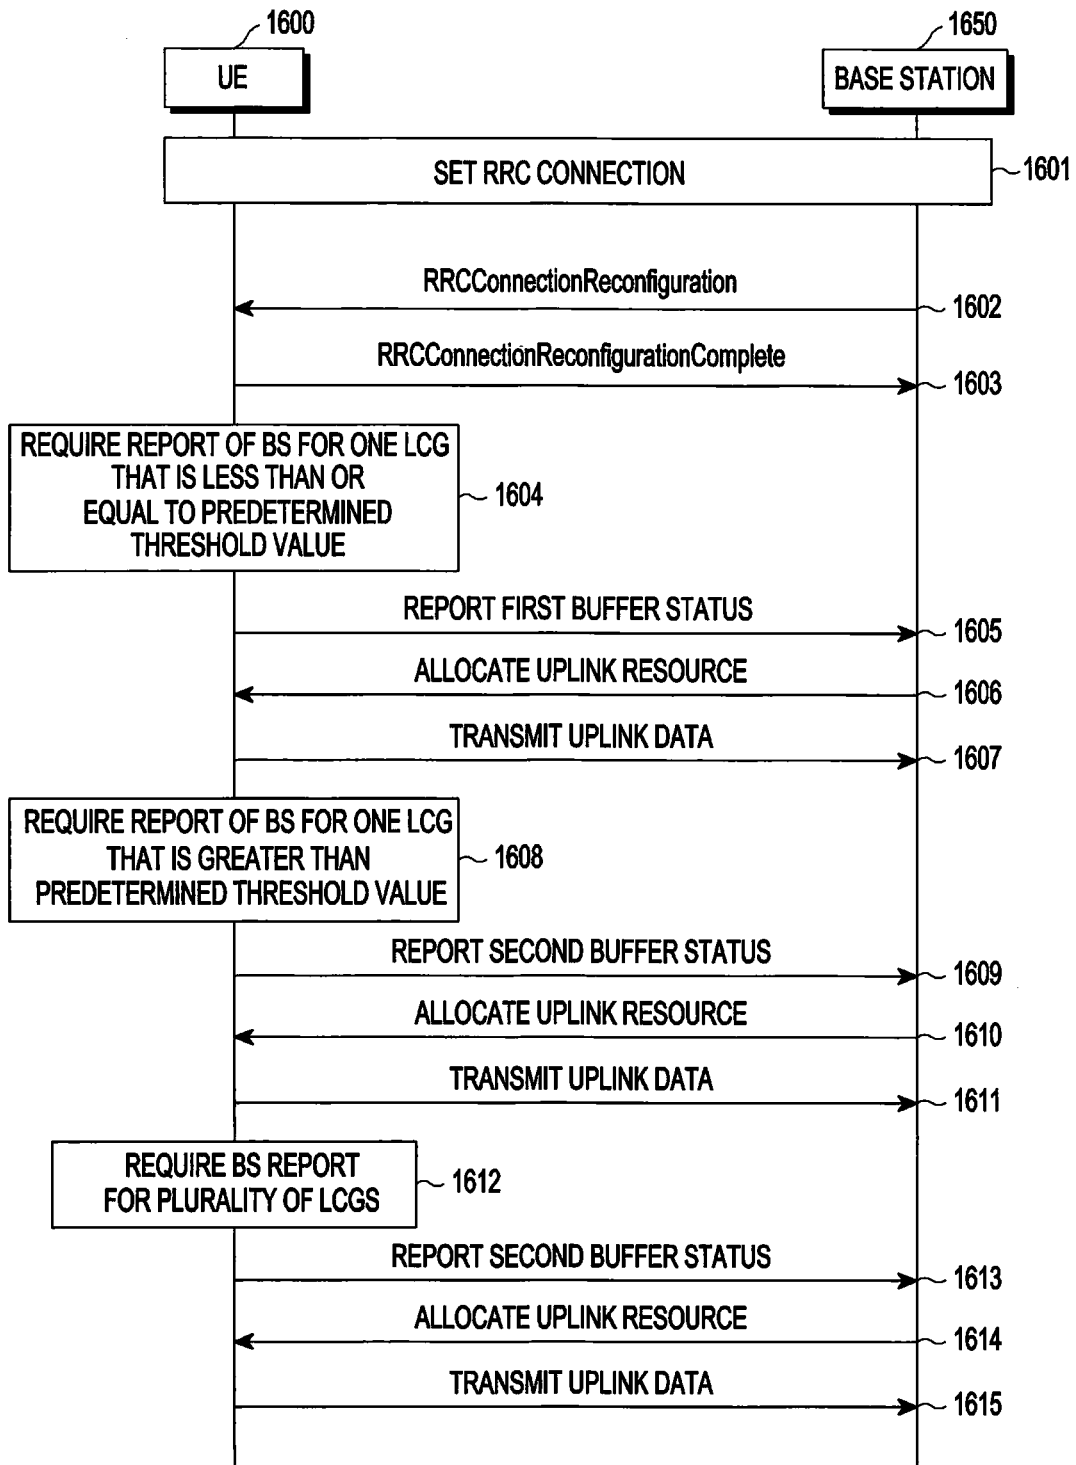 1600
1650
UE
BASE STATION
SET RRC CONNECTION
1601
RRCConnectionReconfiguration
1602
RRCConnectionReconfigurationComplete
1603
REQUIRE REPORT OF BS FOR ONE LCG
THAT IS LESS THAN OR
EQUAL TO PREDETERMINED
THRESHOLD VALUE
1604
REPORT FIRST BUFFER STATUS
1605
ALLOCATE UPLINK RESOURCE
1606
TRANSMIT UPLINK DATA
1607
REQUIRE REPORT OF BS FOR ONE LCG
THAT IS GREATER THAN
PREDETERMINED THRESHOLD VALUE
1608
REPORT SECOND BUFFER STATUS
1609
ALLOCATE UPLINK RESOURCE
1610
TRANSMIT UPLINK DATA
1611
REQUIRE BS REPORT
FOR PLURALITY OF LCGS
1612
REPORT SECOND BUFFER STATUS
1613
ALLOCATE UPLINK RESOURCE
1614
TRANSMIT UPLINK DATA
1615